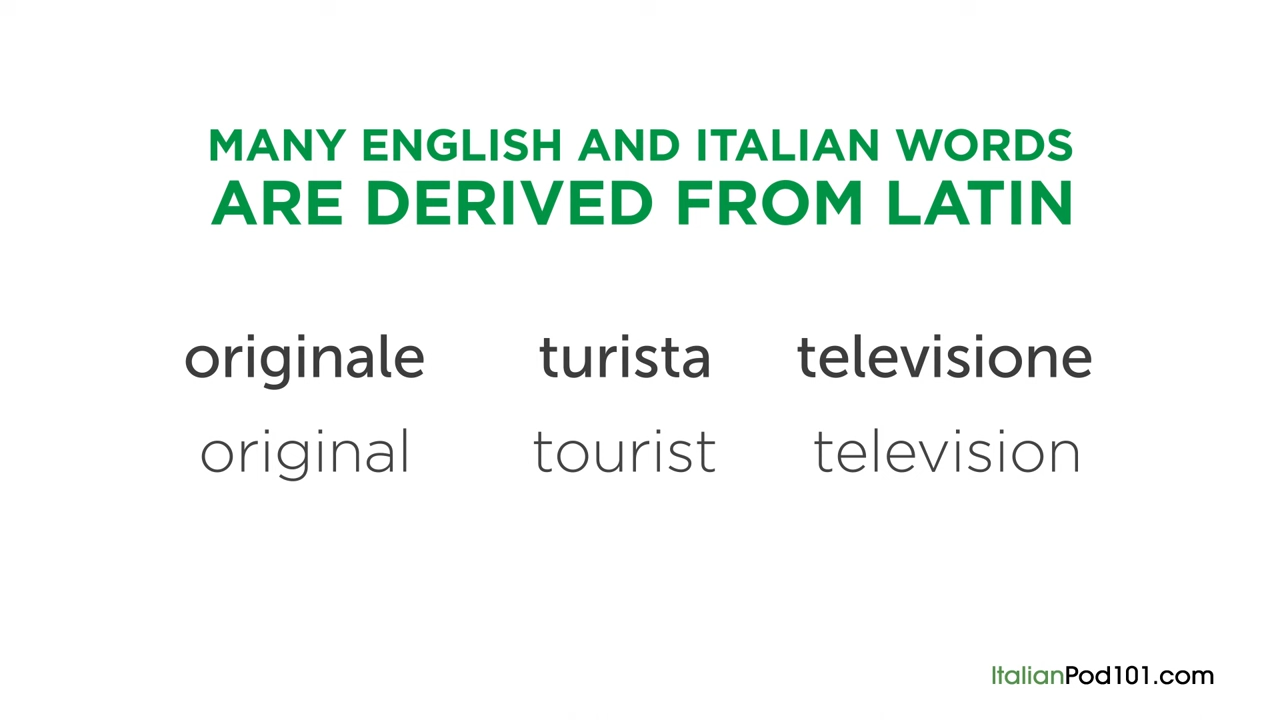 MANY ENGLISH AND ITALIAN WORDS
ARE DERIVED FROM LATIN
originale turista televisione
original tourist television
ItalianPod101.com